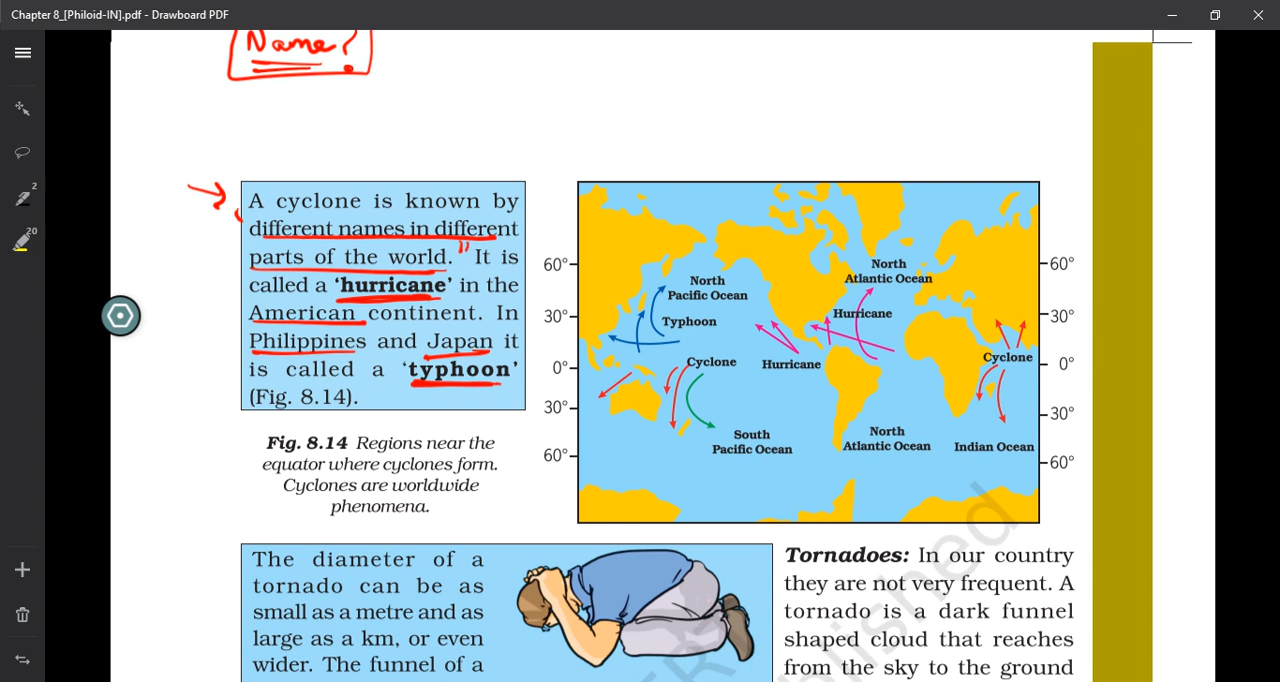 Chapter 8_[Philoid-IN].pdf - Drawboard PDF
Name?
2
20
A cyclone is known by
different names in different
parts of the world. It is
called a ‘hurricane’ in the
American continent. In
Philippines and Japan it
is called a ‘typhoon’
(Fig. 8.14).
Fig. 8.14 Regions near the
equator where cyclones form.
Cyclones are worldwide
phenomena.
60°
30°
0°
30°
60°
North
Pacific Ocean
Typhoon
Cyclone
Hurricane
South
Pacific Ocean
North
Atlantic Ocean
Hurricane
North
Atlantic Ocean
Cyclone
Indian Ocean
60°
30°
0°
30°
60°
The diameter of a
tornado can be as
small as a metre and as
large as a km, or even
wider. The funnel of a
Tornadoes: In our country
they are not very frequent. A
tornado is a dark funnel
shaped cloud that reaches
from the sky to the ground